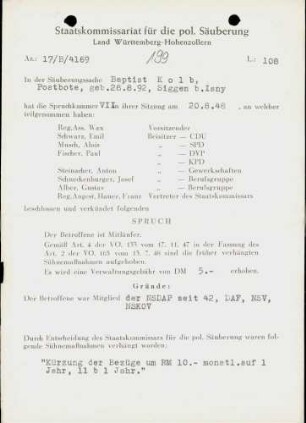 Staatskommissariat für die pol. Säuberung
Land Württemberg-Hohenzollern
Az.: 17/B/4169
199
L.: 108
In der Säuberungssache Baptist Kolb,
Postbote, geb.26.8.92, Siggen b.Isny
hat die Spruchkammer VII in ihrer Sitzung am 20.8.48, an welcher
teilgenommen haben:
Reg.Ass. Wax Vorsitzender
Schwarz, Emil Beisitzer — CDU
Munsh, Alois — SPD
Fischer, Paul — DVP
— KPD
Steinacher, Anton — Gewerkschaften
Schneckenburger, Josef — Berufsgruppe
Alber, Gustav — Berufsgruppe
Reg.Angest. Hauer, Franz Vertreter des Staatskommissars
beschlossen und verkündet folgenden
SPRUCH
Der Betroffene ist Mitläufer.
Gemäß Art. 4 der VO. 133 vom 17. 11. 47 in der Fassung des
Art. 2 der VO. 165 vom 13. 7. 48 sind die früher verhängten
Sühnemaßnahmen aufgehoben.
Es wird eine Verwaltungsgebühr von DM 5.- erhoben.
Gründe:
Der Betroffene war Mitglied der NSDAP seit 42, DAF, NSV,
NSKOV
Durch Entscheidung des Staatskommissars für die pol. Säuberung waren folgende
Sühnemaßnahmen verhängt worden:
"Kürzung der Bezüge um RM 10.- monatl.auf 1
Jahr, 11 b 1 Jahr."